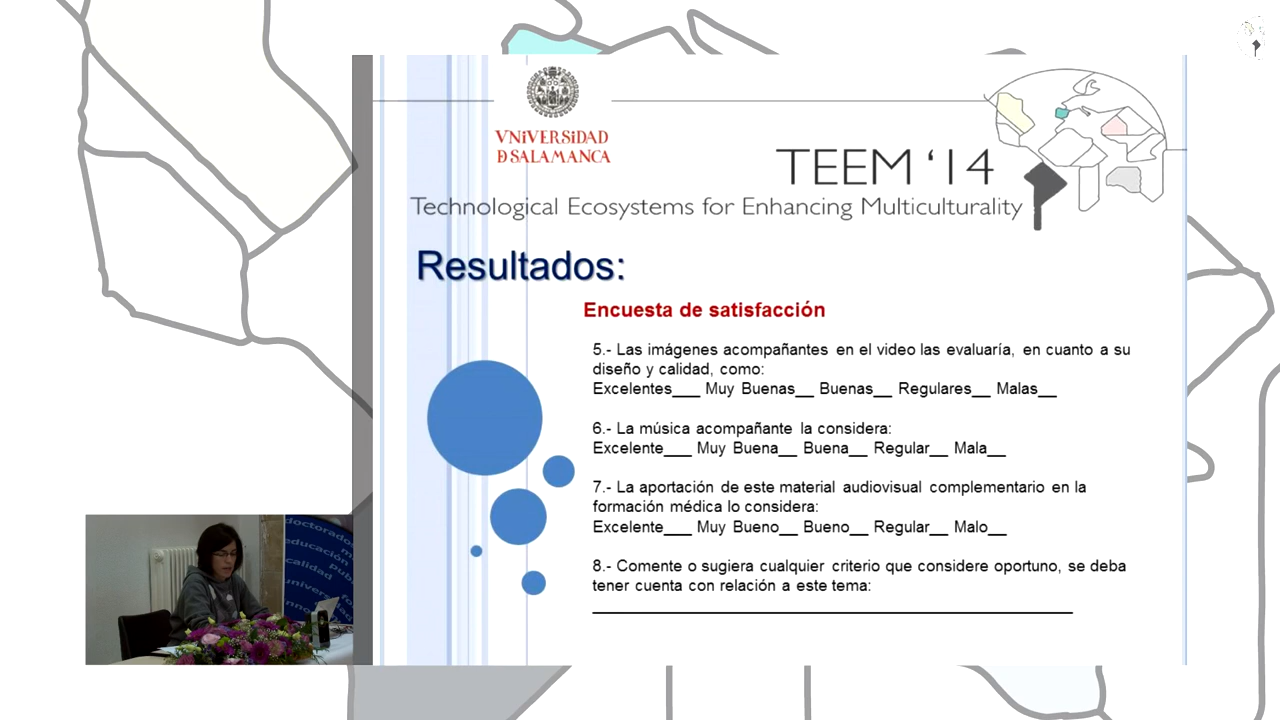 VNiVERSiDAD
D SALAMANCA
TEEM ‘14
Technological Ecosystems for Enhancing Multiculturality
Resultados:
Encuesta de satisfacción
5.- Las imágenes acompañantes en el video las evaluaría, en cuanto a su
diseño y calidad, como:
Excelentes___ Muy Buenas__ Buenas__ Regulares__ Malas__
6.- La música acompañante la considera:
Excelente___ Muy Buena__ Buena__ Regular__ Mala__
7.- La aportación de este material audiovisual complementario en la
formación médica lo considera:
Excelente___ Muy Bueno__ Bueno__ Regular__ Malo__
8.- Comente o sugiera cualquier criterio que considere oportuno, se deba
tener cuenta con relación a este tema:
doctorado
educación
calidad